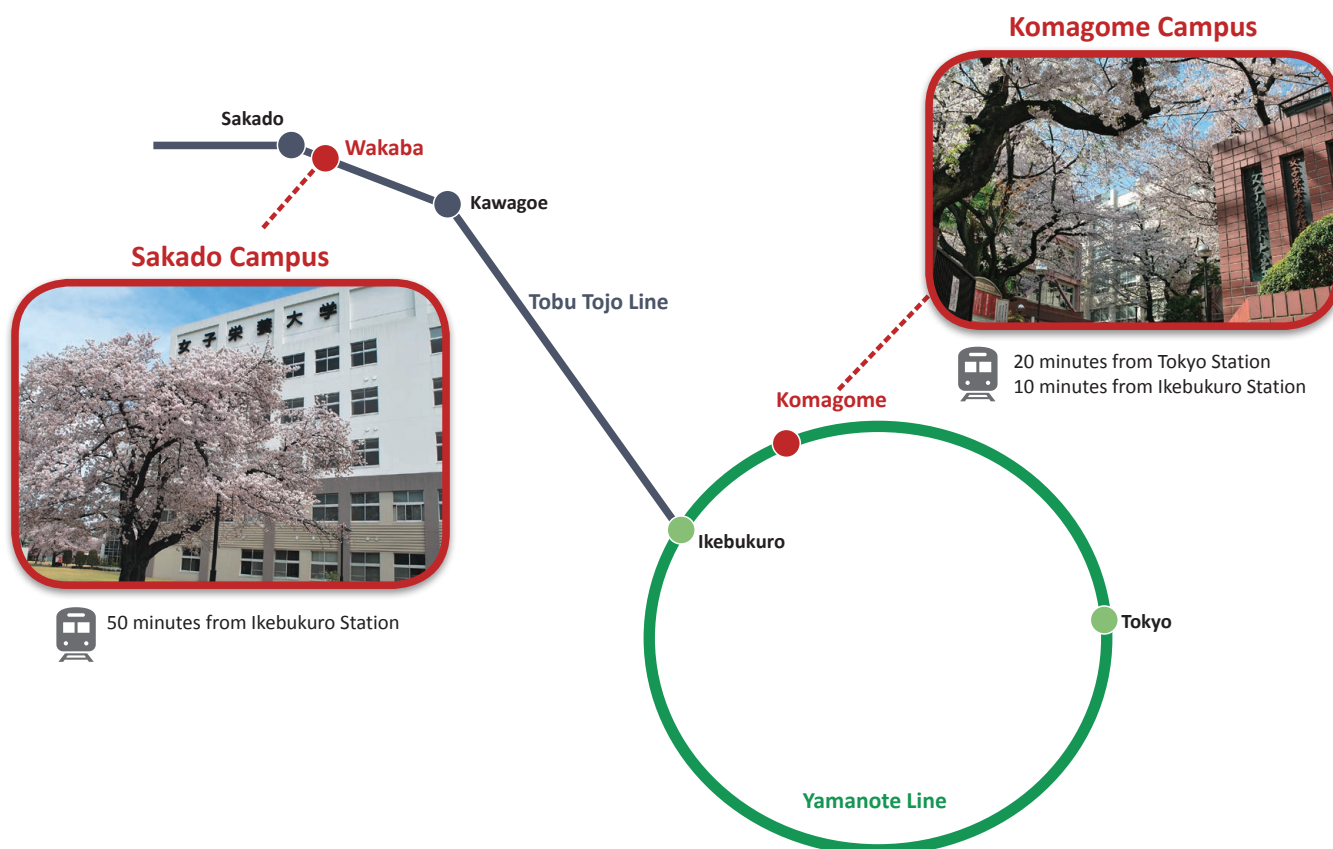 Komagome Campus
Sakado
Wakaba
Kawagoe
Sakado Campus
女子栄養大学
Tobu Tojo Line
20 minutes from Tokyo Station
10 minutes from Ikebukuro Station
Komagome
Ikebukuro
50 minutes from Ikebukuro Station
Tokyo
Yamanote Line